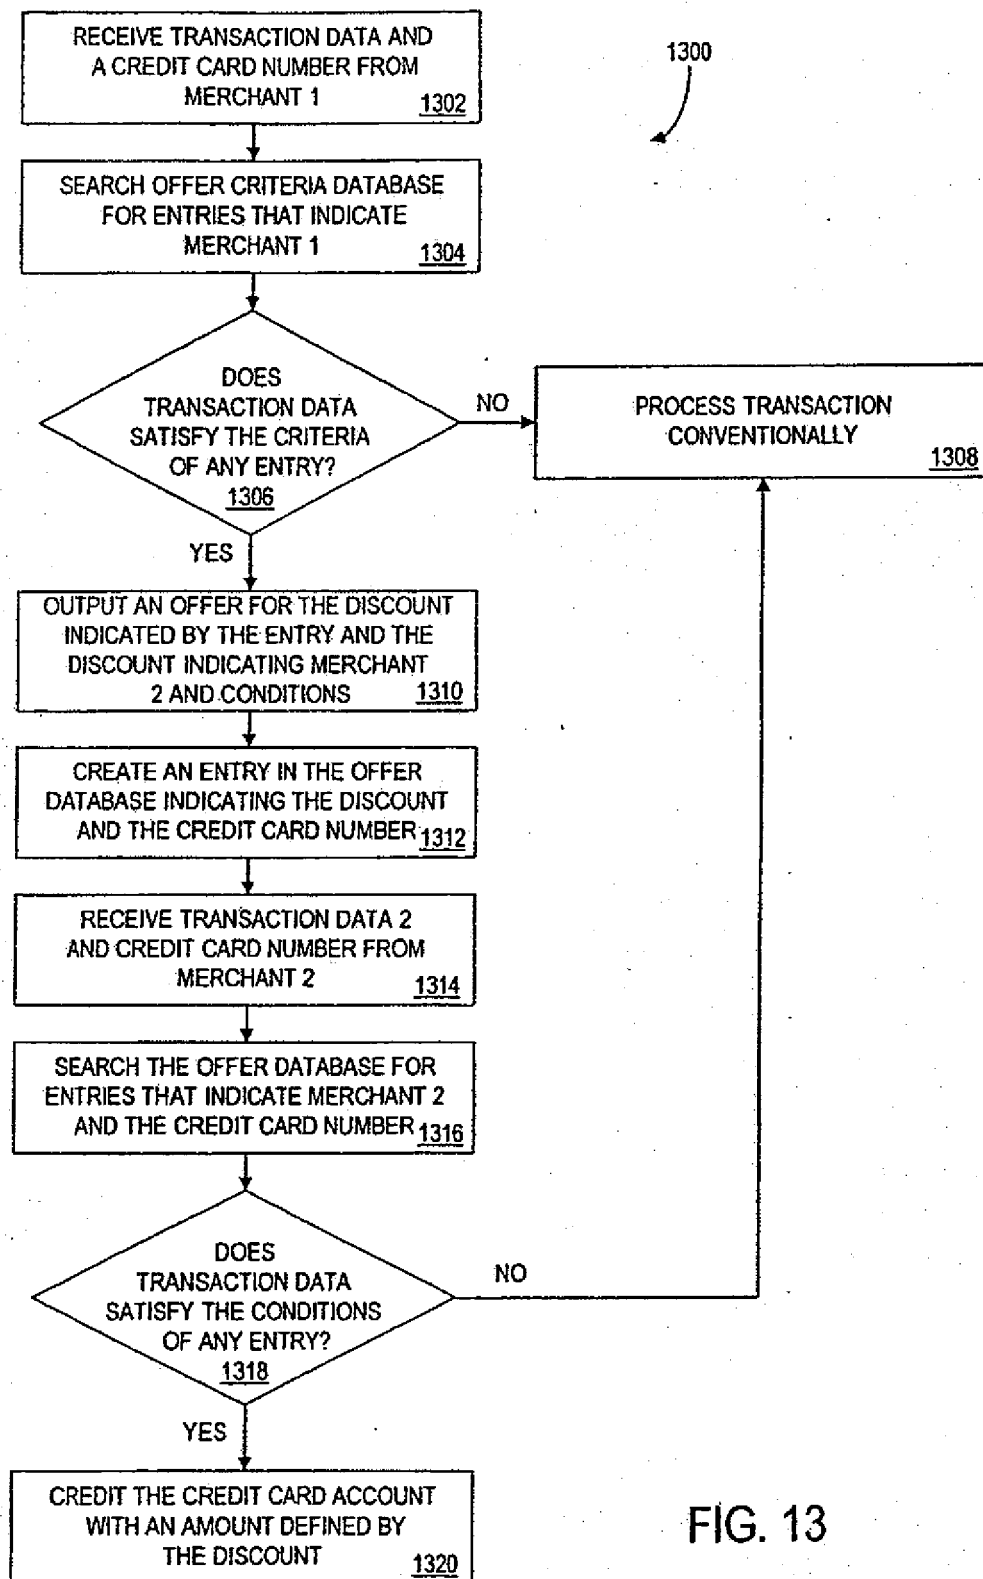 RECEIVE TRANSACTION DATA AND
A CREDIT CARD NUMBER FROM
MERCHANT 1
1302
1300
SEARCH OFFER CRITERIA DATABASE
FOR ENTRIES THAT INDICATE
MERCHANT 1
1304
DOES
TRANSACTION DATA
SATISFY THE CRITERIA
OF ANY ENTRY?
1306
NO
PROCESS TRANSACTION
CONVENTIONALLY
1308
YES
OUTPUT AN OFFER FOR THE DISCOUNT
INDICATED BY THE ENTRY AND THE
DISCOUNT INDICATING MERCHANT
2 AND CONDITIONS
1310
CREATE AN ENTRY IN THE OFFER
DATABASE INDICATING THE DISCOUNT
AND THE CREDIT CARD NUMBER
1312
RECEIVE TRANSACTION DATA 2
AND CREDIT CARD NUMBER FROM
MERCHANT 2
1314
SEARCH THE OFFER DATABASE FOR
ENTRIES THAT INDICATE MERCHANT 2
AND THE CREDIT CARD NUMBER
1316
DOES
TRANSACTION DATA
SATISFY THE CONDITIONS
OF ANY ENTRY?
1318
NO
YES
CREDIT THE CREDIT CARD ACCOUNT
WITH AN AMOUNT DEFINED BY
THE DISCOUNT
1320
FIG. 13